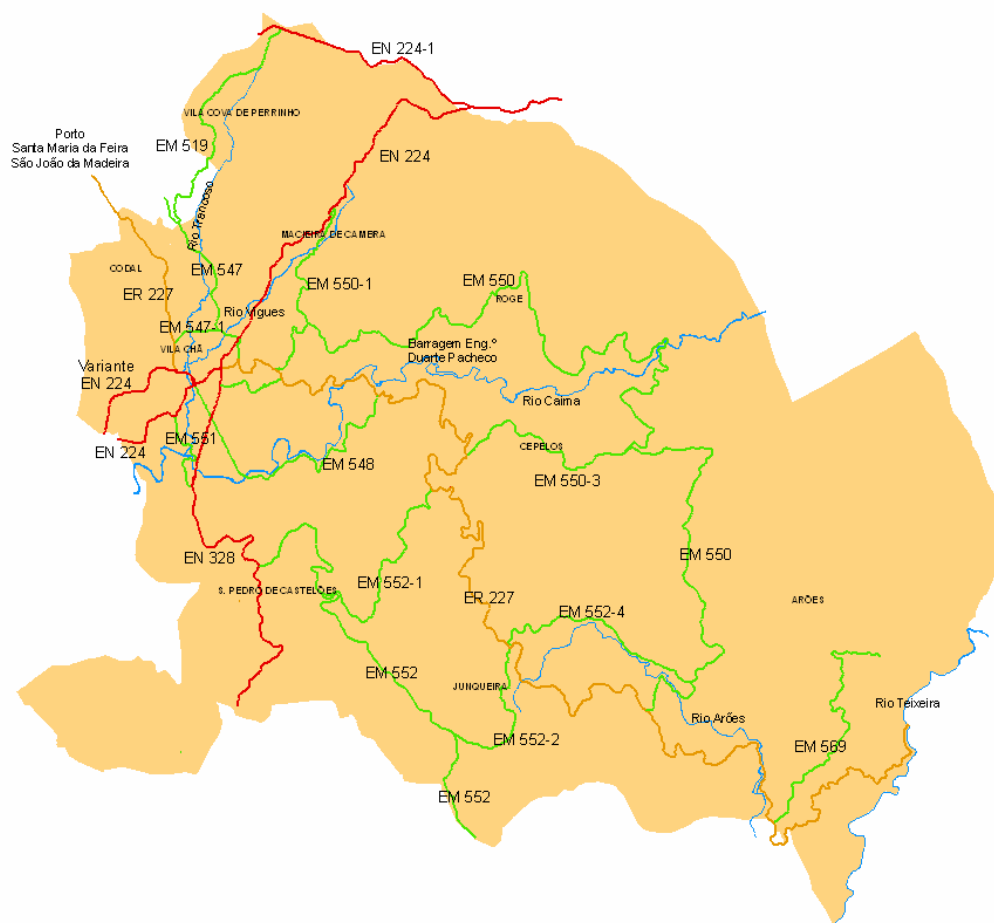 EN 224-1
VILA COVA DE PERRINHO
Porto
Santa Maria da Feira
São João da Madeira
EM 519
EN 224
Rio Trancoso
MACIEIRA DE CAMBRA
CODAL
EM 547
EM 550-1
EM 550
ROGE
ER 227
Rio Vigues
EM 547-1
VILA CHÃ
Barragem Eng.º
Duarte Pacheco
Variante
EN 224
Rio Caima
EN 224
EM 551
EM 548
CEPELOS
EM 550-3
EN 328
EM 552-1
EM 550
S. PEDRO DE CASTELÕES
ER 227
EM 552-4
ARÕES
EM 552
JUNQUEIRA
Rio Teixeira
Rio Arões
EM 552-2
EM 569
EM 552